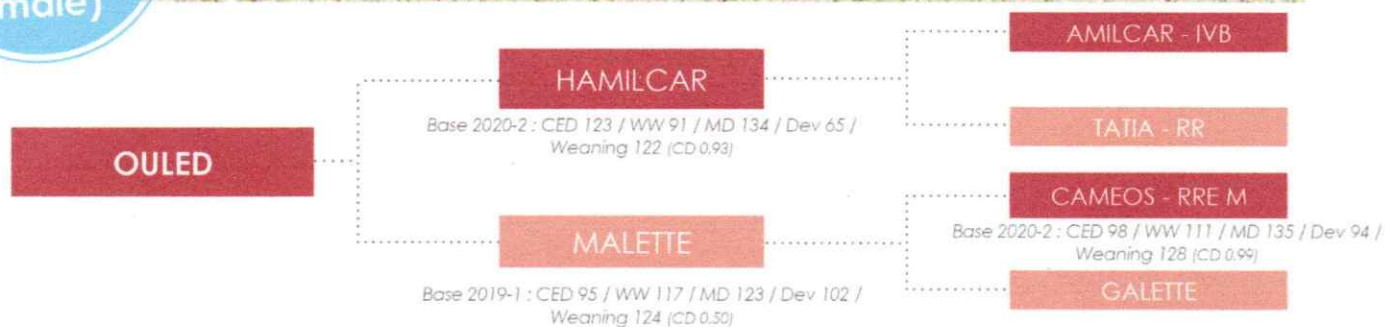 male)
AMILCAR - IVB
HAMILCAR
Base 2020-2 : CED 123 / WW 91 / MD 134 / Dev 65 /
Weaning 122 (CD 0.93)
TATIA - RR
OULED
CAMEOS - RRE M
Base 2020-2 : CED 98 / WW 111 / MD 135 / Dev 94 /
Weaning 128 (CD 0.99)
MALETTE
Base 2019-1 : CED 95 / WW 117 / MD 123 / Dev 102 /
Weaning 124 (CD 0.50)
GALETTE